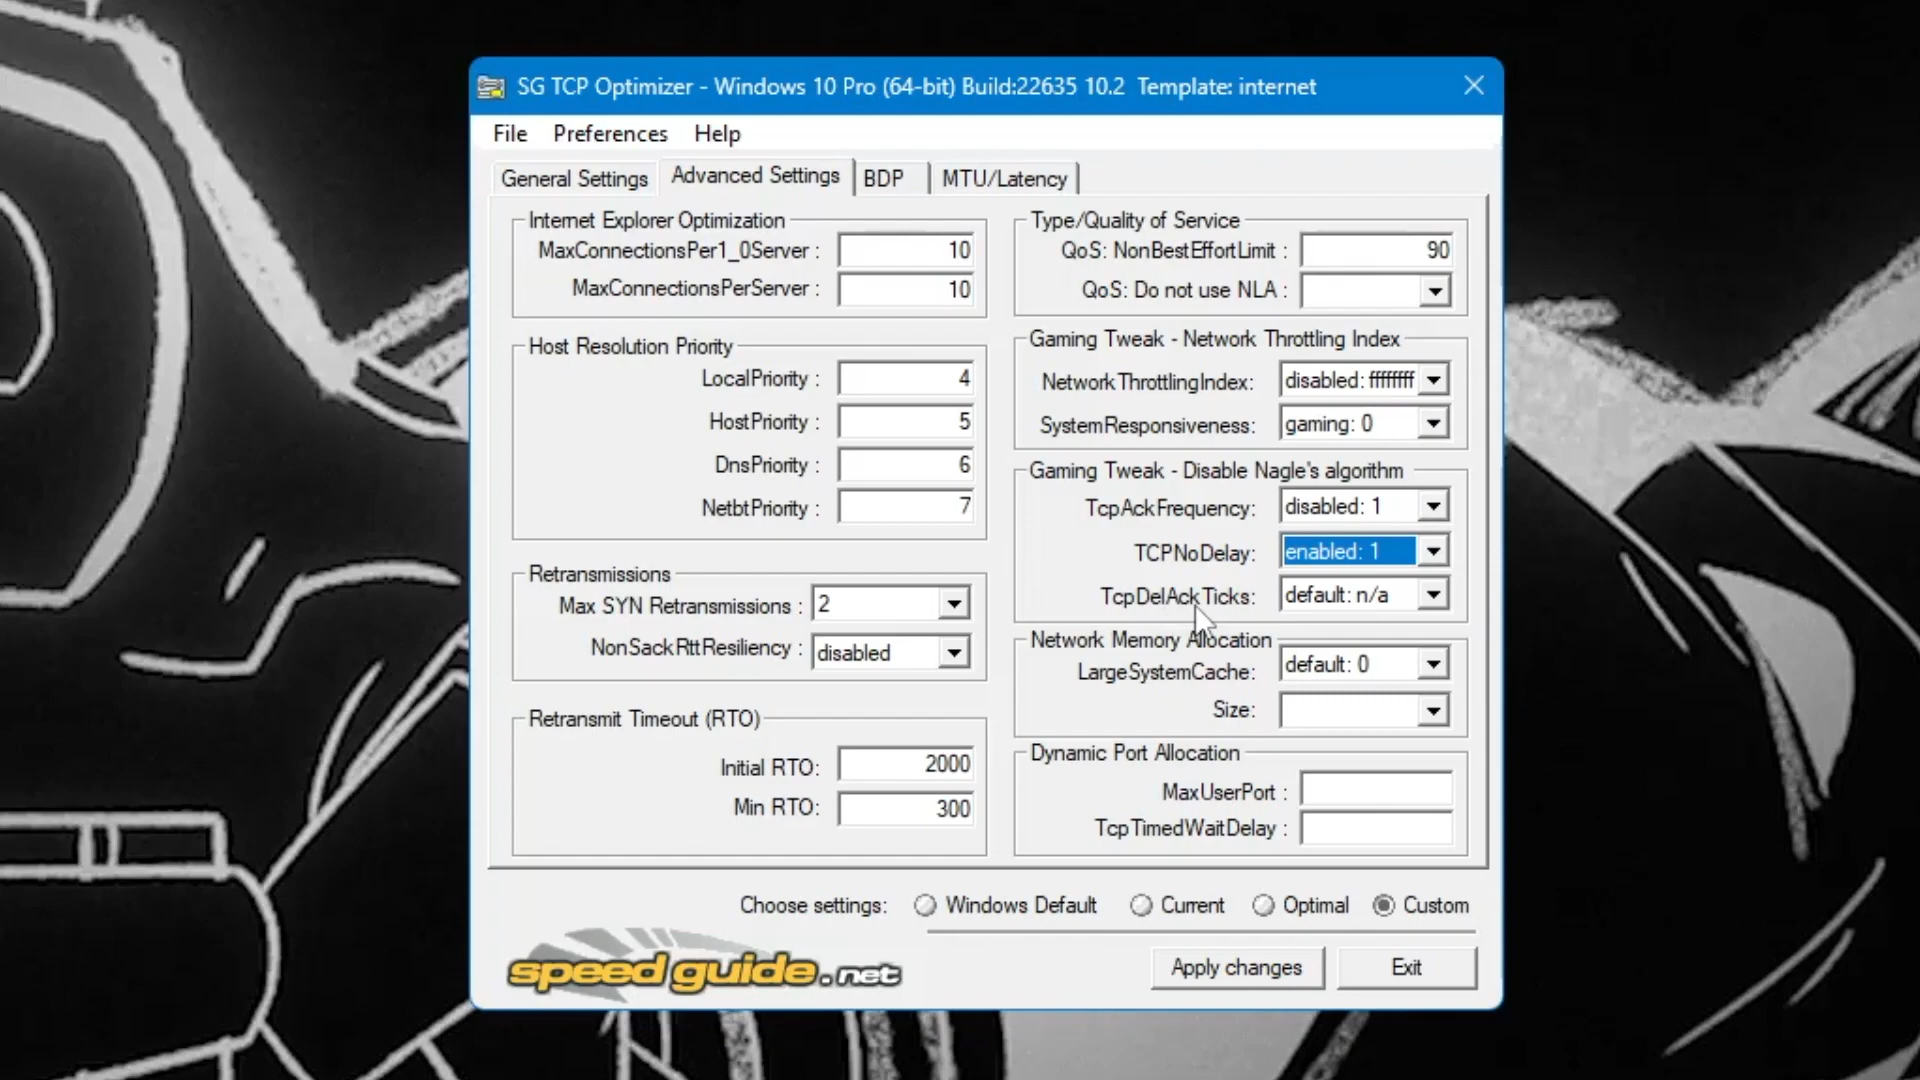 SG TCP Optimizer - Windows 10 Pro (64-bit) Build:22635 10.2 Template: internet
File Preferences Help
General Settings Advanced Settings BDP MTU/Latency
Internet Explorer Optimization
MaxConnectionsPer1_0Server : 10
MaxConnectionsPerServer : 10
Host Resolution Priority
LocalPriority : 4
HostPriority : 5
DnsPriority : 6
NetbtPriority : 7
Retransmissions
Max SYN Retransmissions : 2
NonSackRttResiliency : disabled
Retransmit Timeout (RTO)
Initial RTO: 2000
Min RTO: 300
Type/Quality of Service
QoS: NonBestEffortLimit : 90
QoS: Do not use NLA :
Gaming Tweak - Network Throttling Index
NetworkThrottlingIndex: disabled: ffffffff
SystemResponsiveness: gaming: 0
Gaming Tweak - Disable Nagle's algorithm
TcpAckFrequency: disabled: 1
TCPNoDelay: enabled: 1
TcpDelAckTicks: default: n/a
Network Memory Allocation
LargeSystemCache: default: 0
Size:
Dynamic Port Allocation
MaxUserPort :
TcpTimedWaitDelay :
Choose settings: Windows Default Current Optimal Custom
speedguide.net
Apply changes Exit